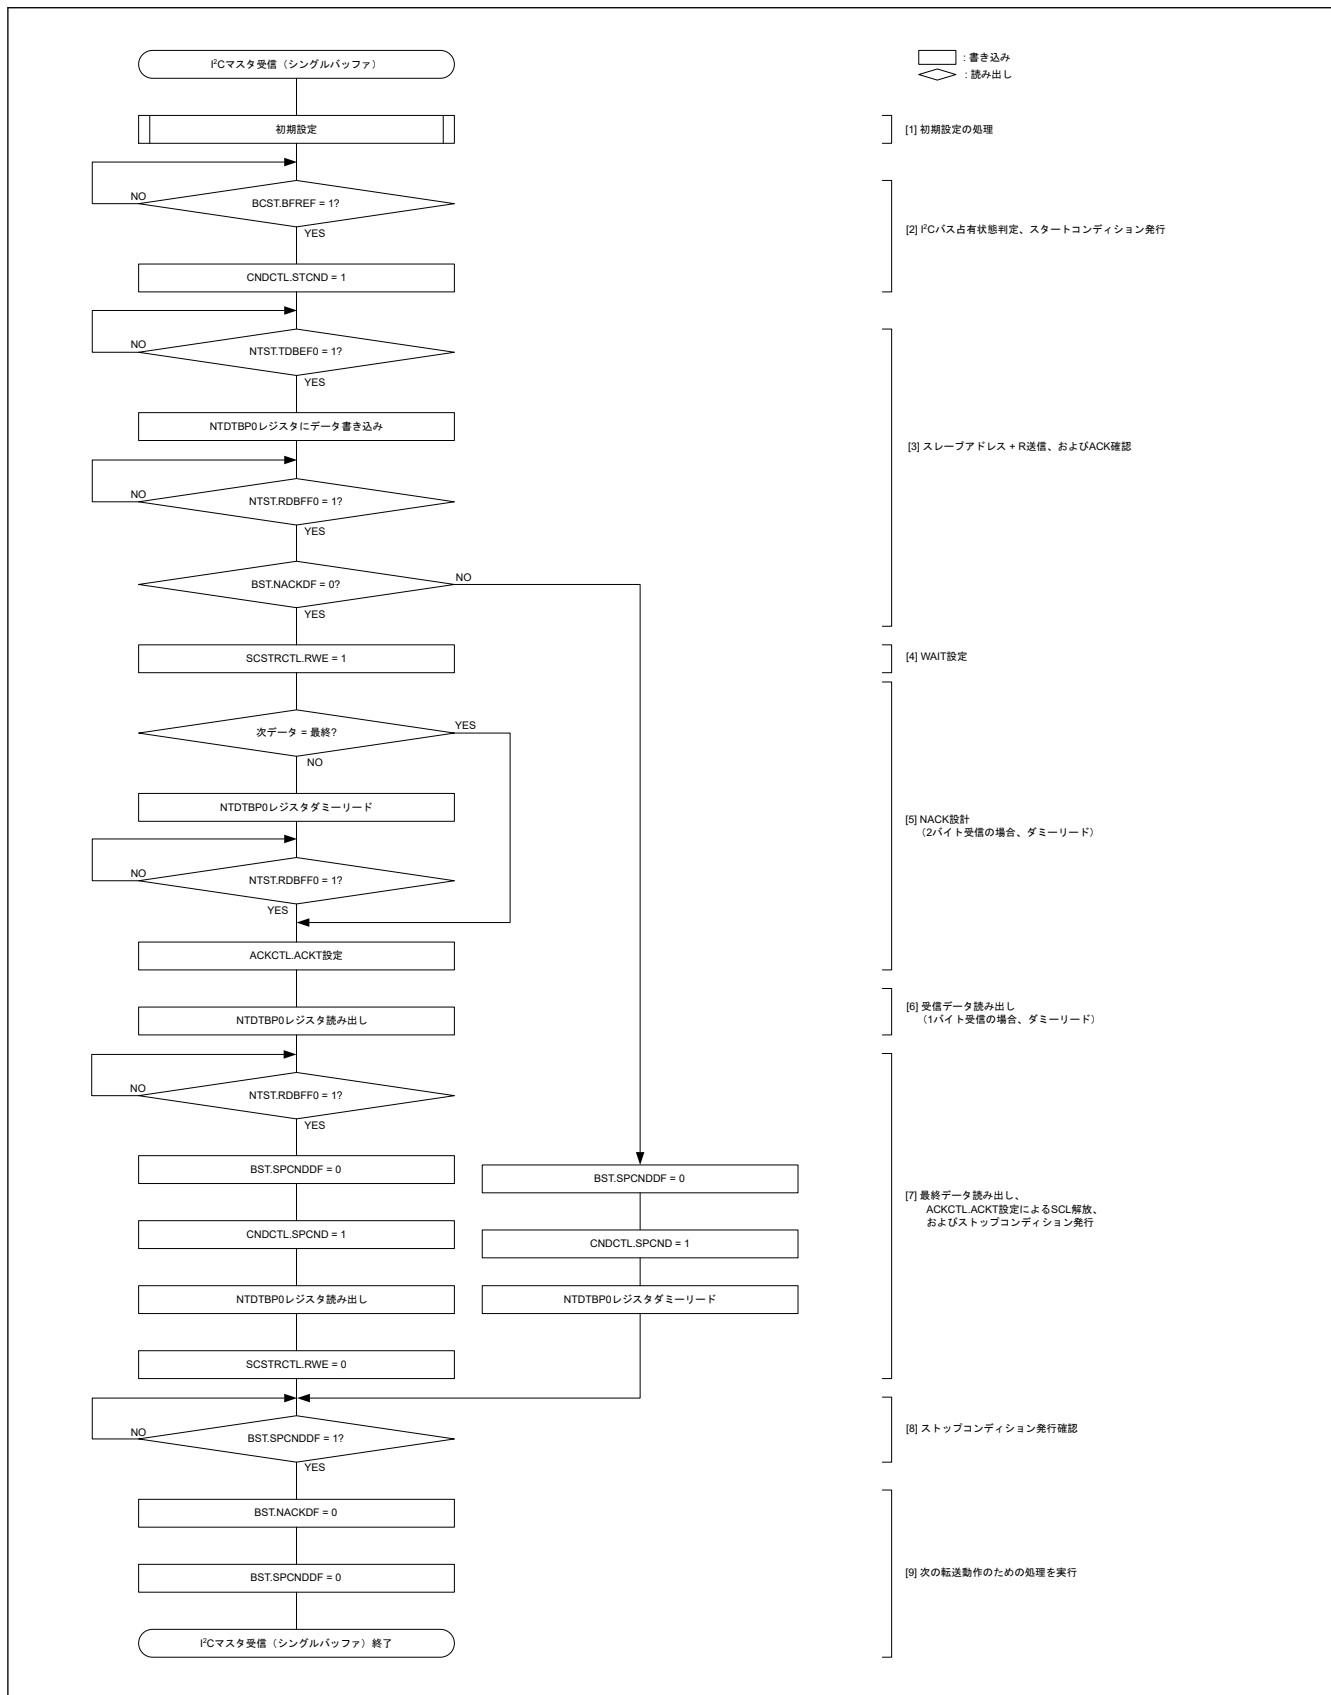 I²Cマスタ受信（シングルバッファ）
: 書き込み
: 読み出し
初期設定
[1] 初期設定の処理
NO
BCST.BFREF = 1?
YES
[2] I²Cバス占有状態判定、スタートコンディション発行
CNDCTL.STCND = 1
NO
NTST.TDBEF0 = 1?
YES
NTDTBP0レジスタにデータ書き込み
[3] スレーブアドレス + R送信、およびACK確認
NO
NTST.RDBFF0 = 1?
YES
BST.NACKDF = 0?
NO
YES
SCSTRCTL.RWE = 1
[4] WAIT設定
次データ = 最終?
YES
NO
NTDTBP0レジスタダミーリード
[5] NACK設計
（2バイト受信の場合、ダミーリード）
NO
NTST.RDBFF0 = 1?
YES
ACKCTL.ACKT設定
[6] 受信データ読み出し
（1バイト受信の場合、ダミーリード）
NTDTBP0レジスタ読み出し
NO
NTST.RDBFF0 = 1?
YES
BST.SPCNDDF = 0
BST.SPCNDDF = 0
[7] 最終データ読み出し、
ACKCTL.ACKT設定によるSCL解放、
およびストップコンディション発行
CNDCTL.SPCND = 1
CNDCTL.SPCND = 1
NTDTBP0レジスタ読み出し
NTDTBP0レジスタダミーリード
SCSTRCTL.RWE = 0
NO
BST.SPCNDDF = 1?
YES
[8] ストップコンディション発行確認
BST.NACKDF = 0
BST.SPCNDDF = 0
[9] 次の転送動作のための処理を実行
I²Cマスタ受信（シングルバッファ）終了